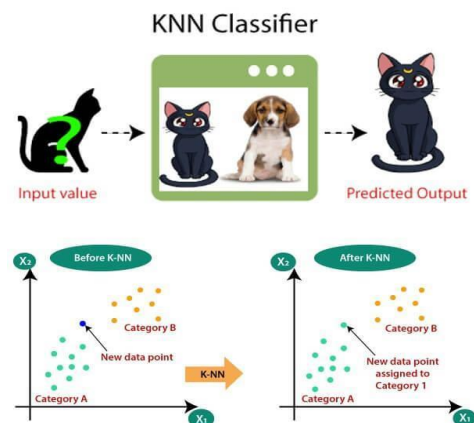 KNN Classifier
?
Input value
Predicted Output
X₂
Before K-NN
Category B
New data point
Category A
X₁
K-NN
X₂
After K-NN
Category B
New data point
assigned to
Category 1
Category A
X₁